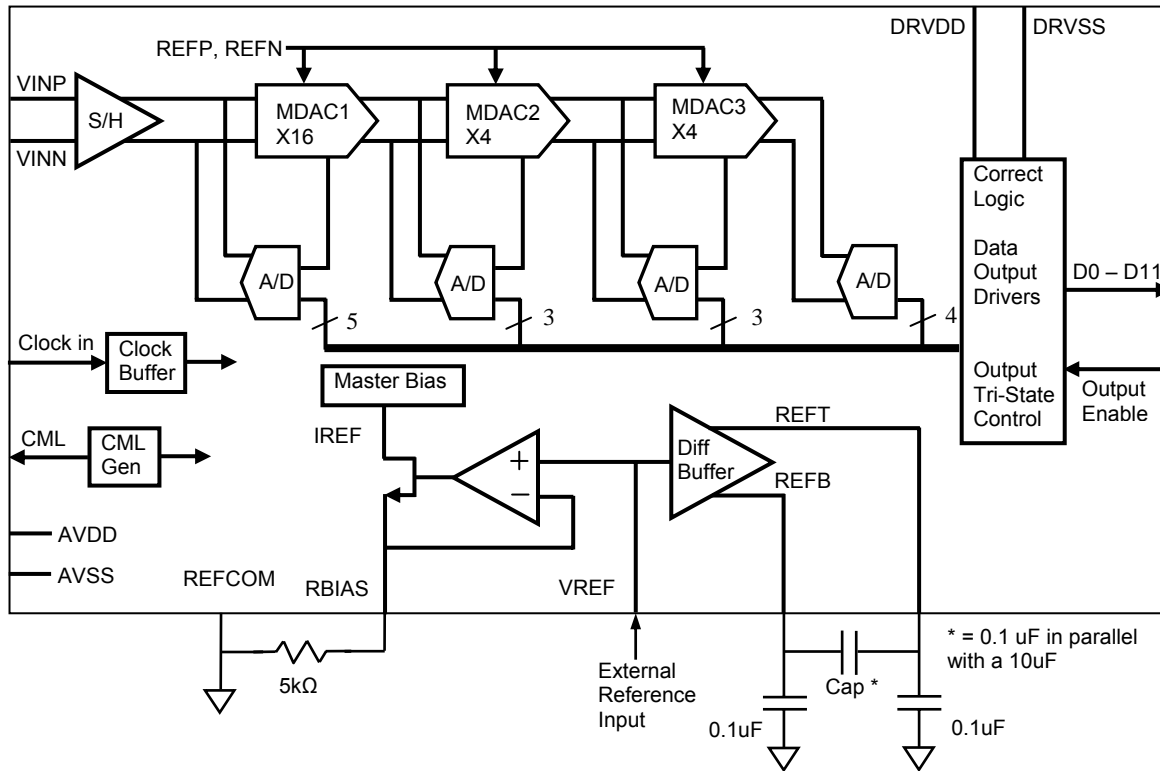 DRVDD
DRVSS
REFP, REFN
VINP
S/H
VINN
MDAC1
X16
MDAC2
X4
MDAC3
X4
Correct
Logic
Data
Output
Drivers
Output
Tri-State
Control
A/D
A/D
A/D
A/D
5
3
3
4
D0 – D11
Output
Enable
Clock in
Clock
Buffer
Master Bias
IREF
CML
CML
Gen
+
−
Diff
Buffer
REFT
REFB
AVDD
AVSS
REFCOM
RBIAS
VREF
5kΩ
External
Reference
Input
0.1uF
Cap *
0.1uF
* = 0.1 uF in parallel
with a 10uF